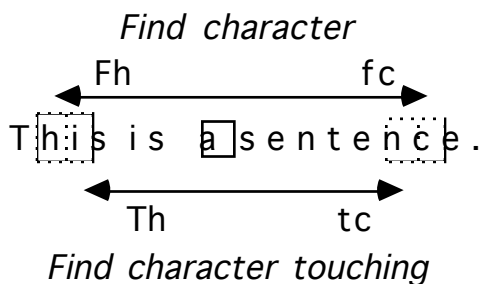 Find character
Fh fc
This is a sentence.
Th tc
Find character touching